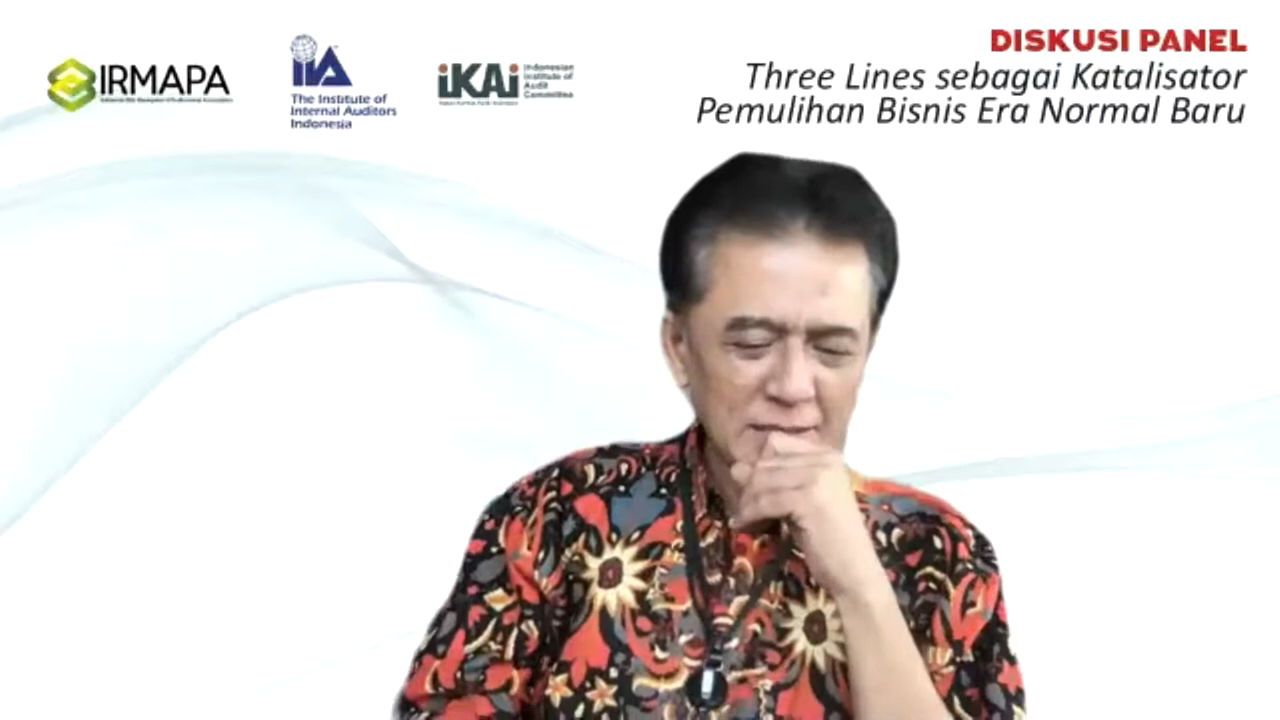 IRMAPA
iiA
The Institute of
Internal Auditors
Indonesia
iKAi
Indonesian
Institute of
Audit
Committee
DISKUSI PANEL
Three Lines sebagai Katalisator
Pemulihan Bisnis Era Normal Baru